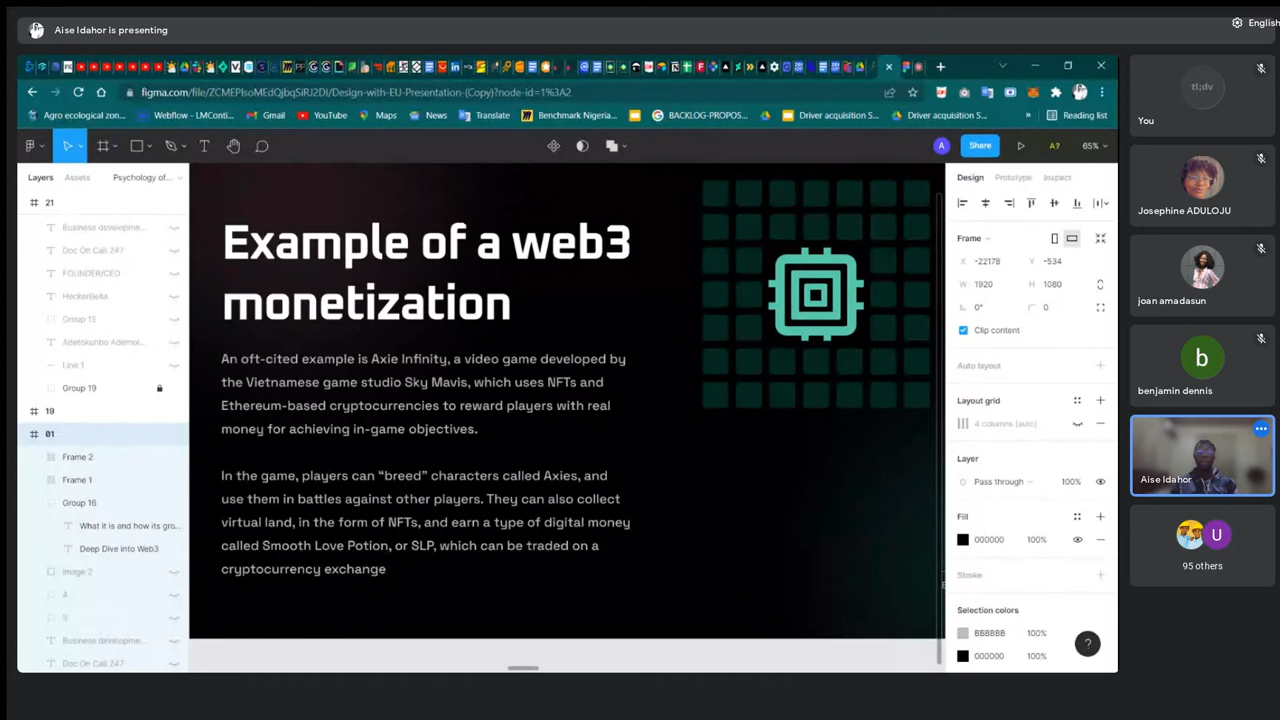 Aise Idahor is presenting
English
figma.com/file/ZCMEPIsoMEdQjbqSiRJ2DI/Design-with-EU-Presentation-(Copy)?node-id=1%3A2
Agro ecological zon...
Webflow - LMConti...
Gmail
YouTube
Maps
News
Translate
Benchmark Nigeria...
BACKLOG-PROPOS...
Driver acquisition S...
Driver acquisition S...
»
Reading list
A
Share
A?
65%
Layers
Assets
Psychology of...
21
Business developme...
Doc On Call 247
FOUNDER/CEO
HeckerBella
Group 15
Adetokunbo Ademol...
Line 1
Group 19
19
01
Frame 2
Frame 1
Group 16
What it is and how its gro...
Deep Dive into Web3
image 2
4
5
Business developme...
Doc On Call 247
Example of a web3
monetization
An oft-cited example is Axie Infinity, a video game developed by
the Vietnamese game studio Sky Mavis, which uses NFTs and
Ethereum-based cryptocurrencies to reward players with real
money for achieving in-game objectives.
In the game, players can “breed” characters called Axies, and
use them in battles against other players. They can also collect
virtual land, in the form of NFTs, and earn a type of digital money
called Smooth Love Potion, or SLP, which can be traded on a
cryptocurrency exchange
Design
Prototype
Inspect
Frame
X -22178 Y -534
W 1920 H 1080
0° 0
Clip content
Auto layout
Layout grid
4 columns (auto)
Layer
Pass through 100%
Fill
000000 100%
Stroke
Selection colors
BBBBBB 100%
000000 100%
?
tl;dv
You
Josephine ADULOJU
joan amadasun
b
benjamin dennis
Aise Idahor
U
95 others